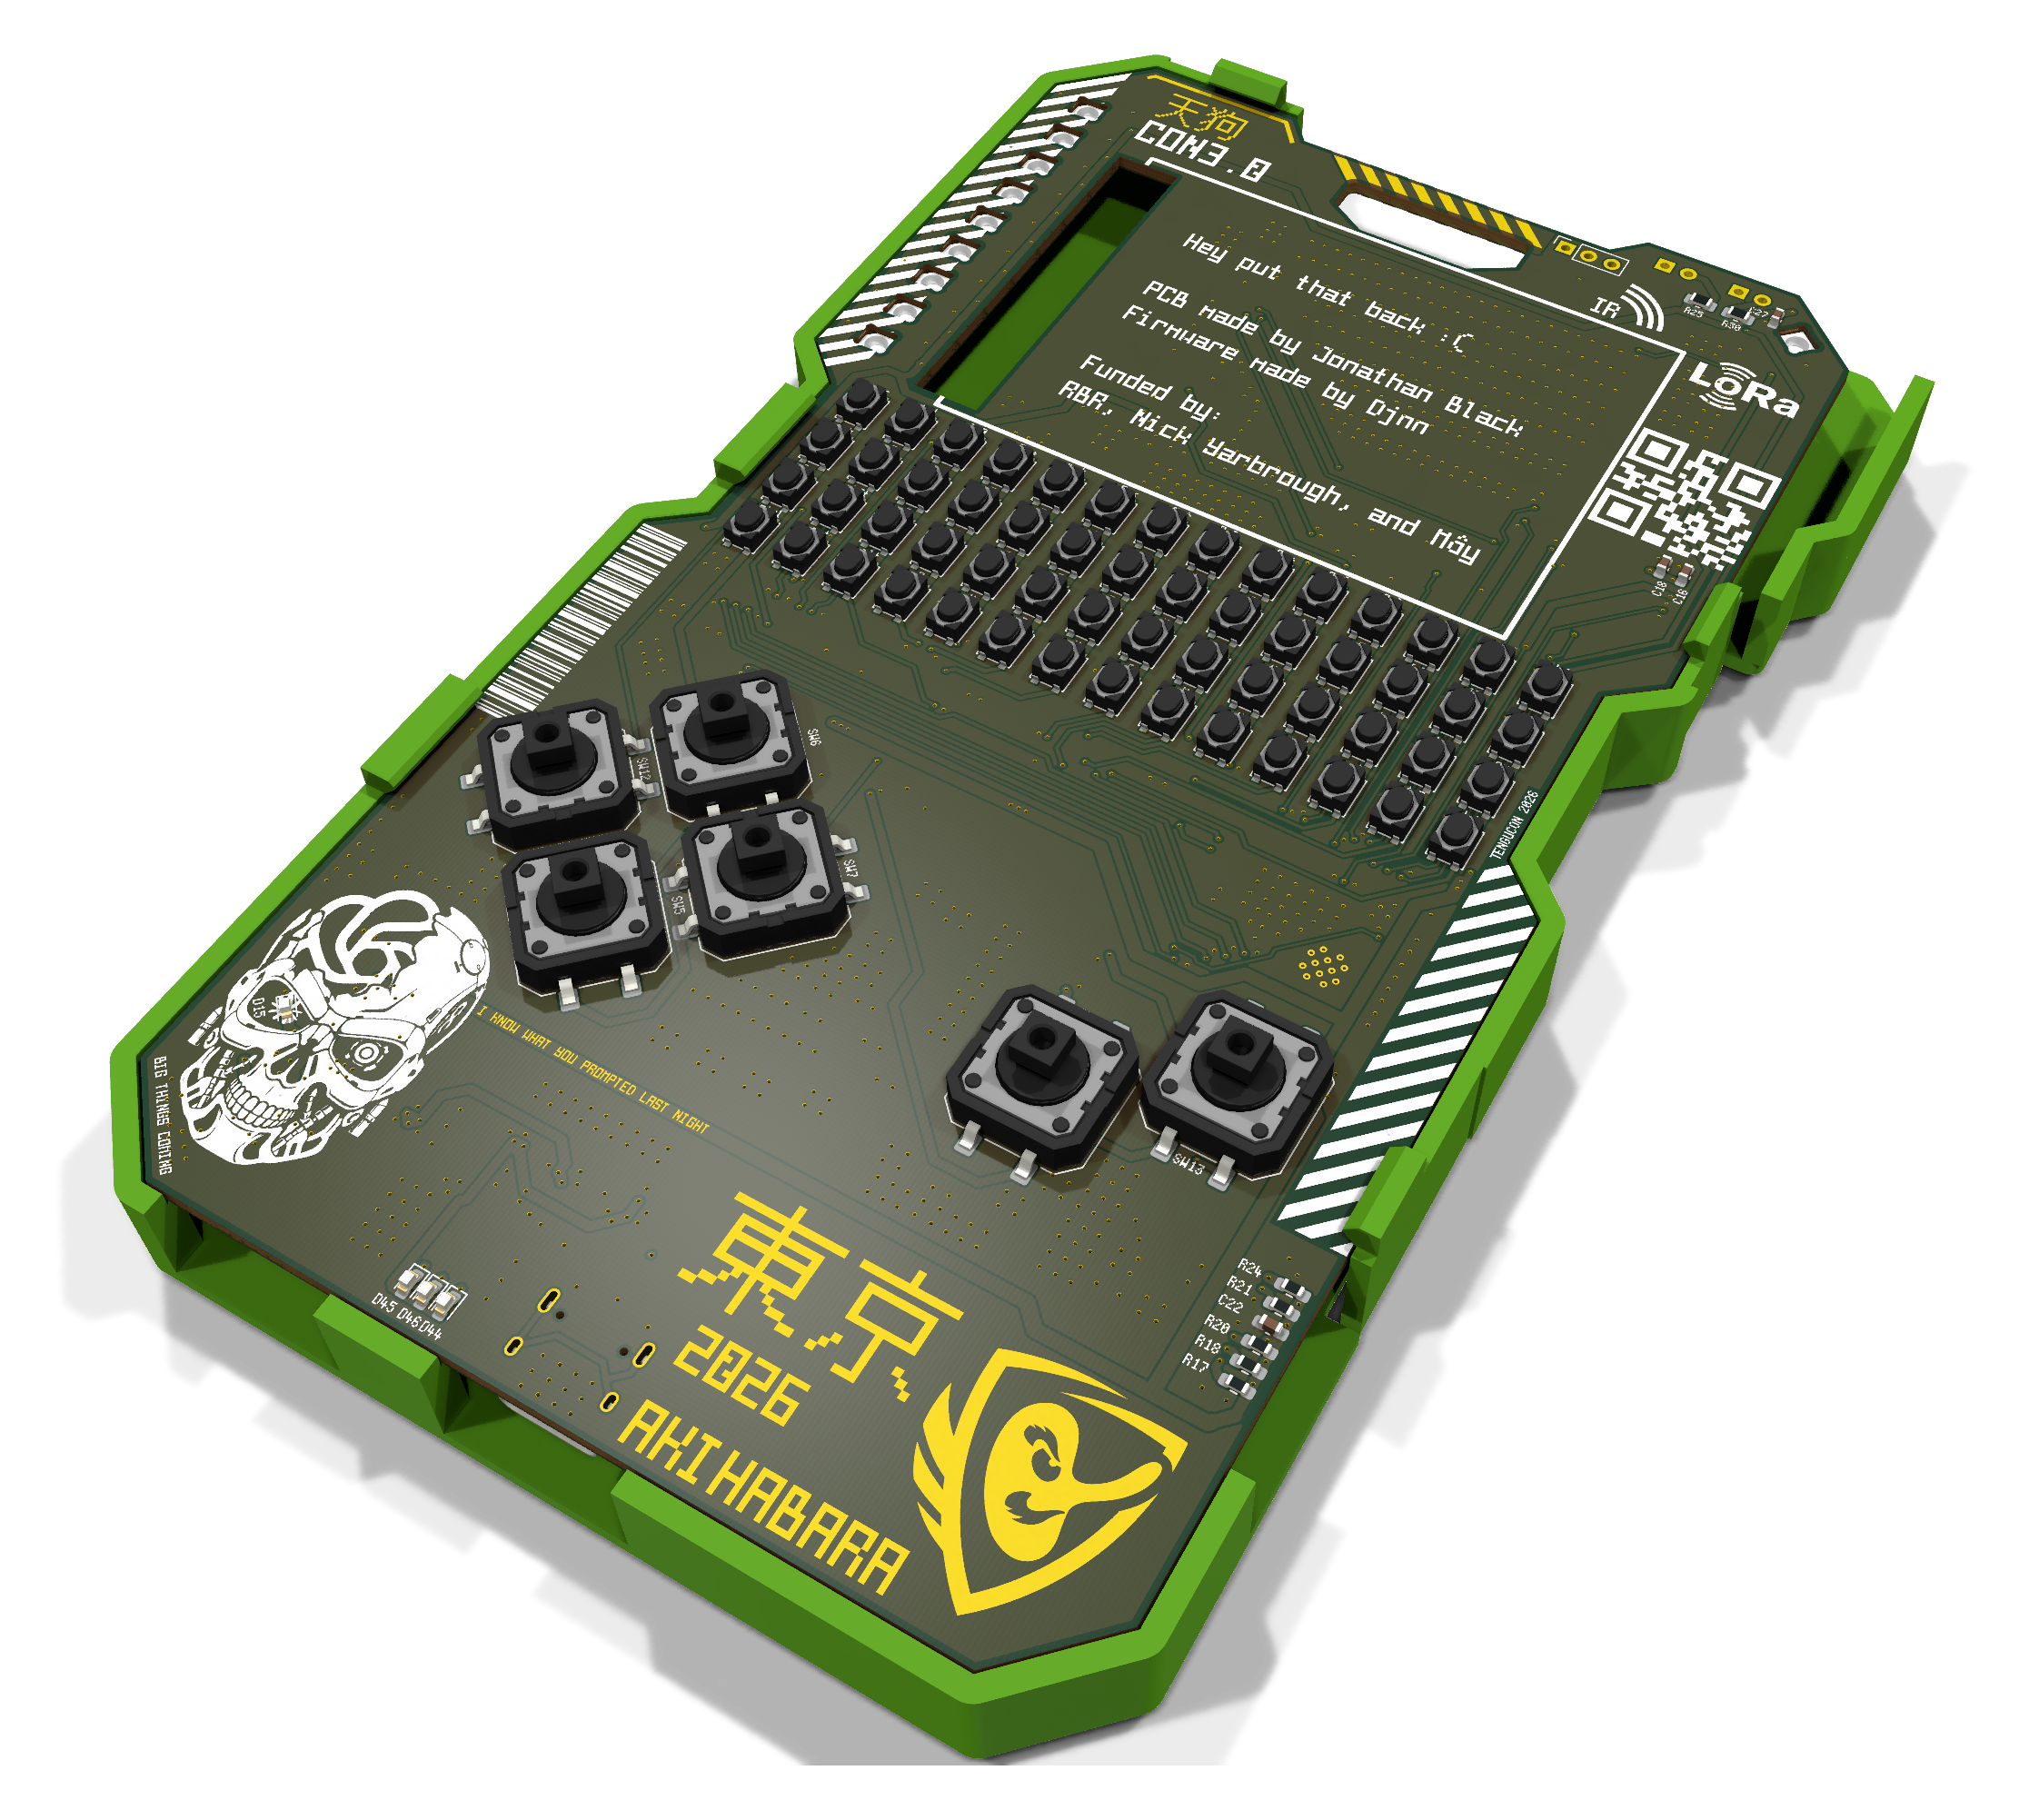 天狗
CON3.0
IR
LoRa
Hey put that back :C
PCB made by Jonathan Black
Firmware made by Djnn
Funded by:
RBR, Nick Yarbrough, and Môy
R25
R30
C27
C18
C16
TENGUCON 2026
SW12
SW6
SW5
SW7
SW13
D15
I KNOW WHAT YOU PROMPTED LAST NIGHT
BIG THINGS COMING
D45 D46 D44
東京
2026
AKIHABARA
R24
R21
C22
R20
R18
R17